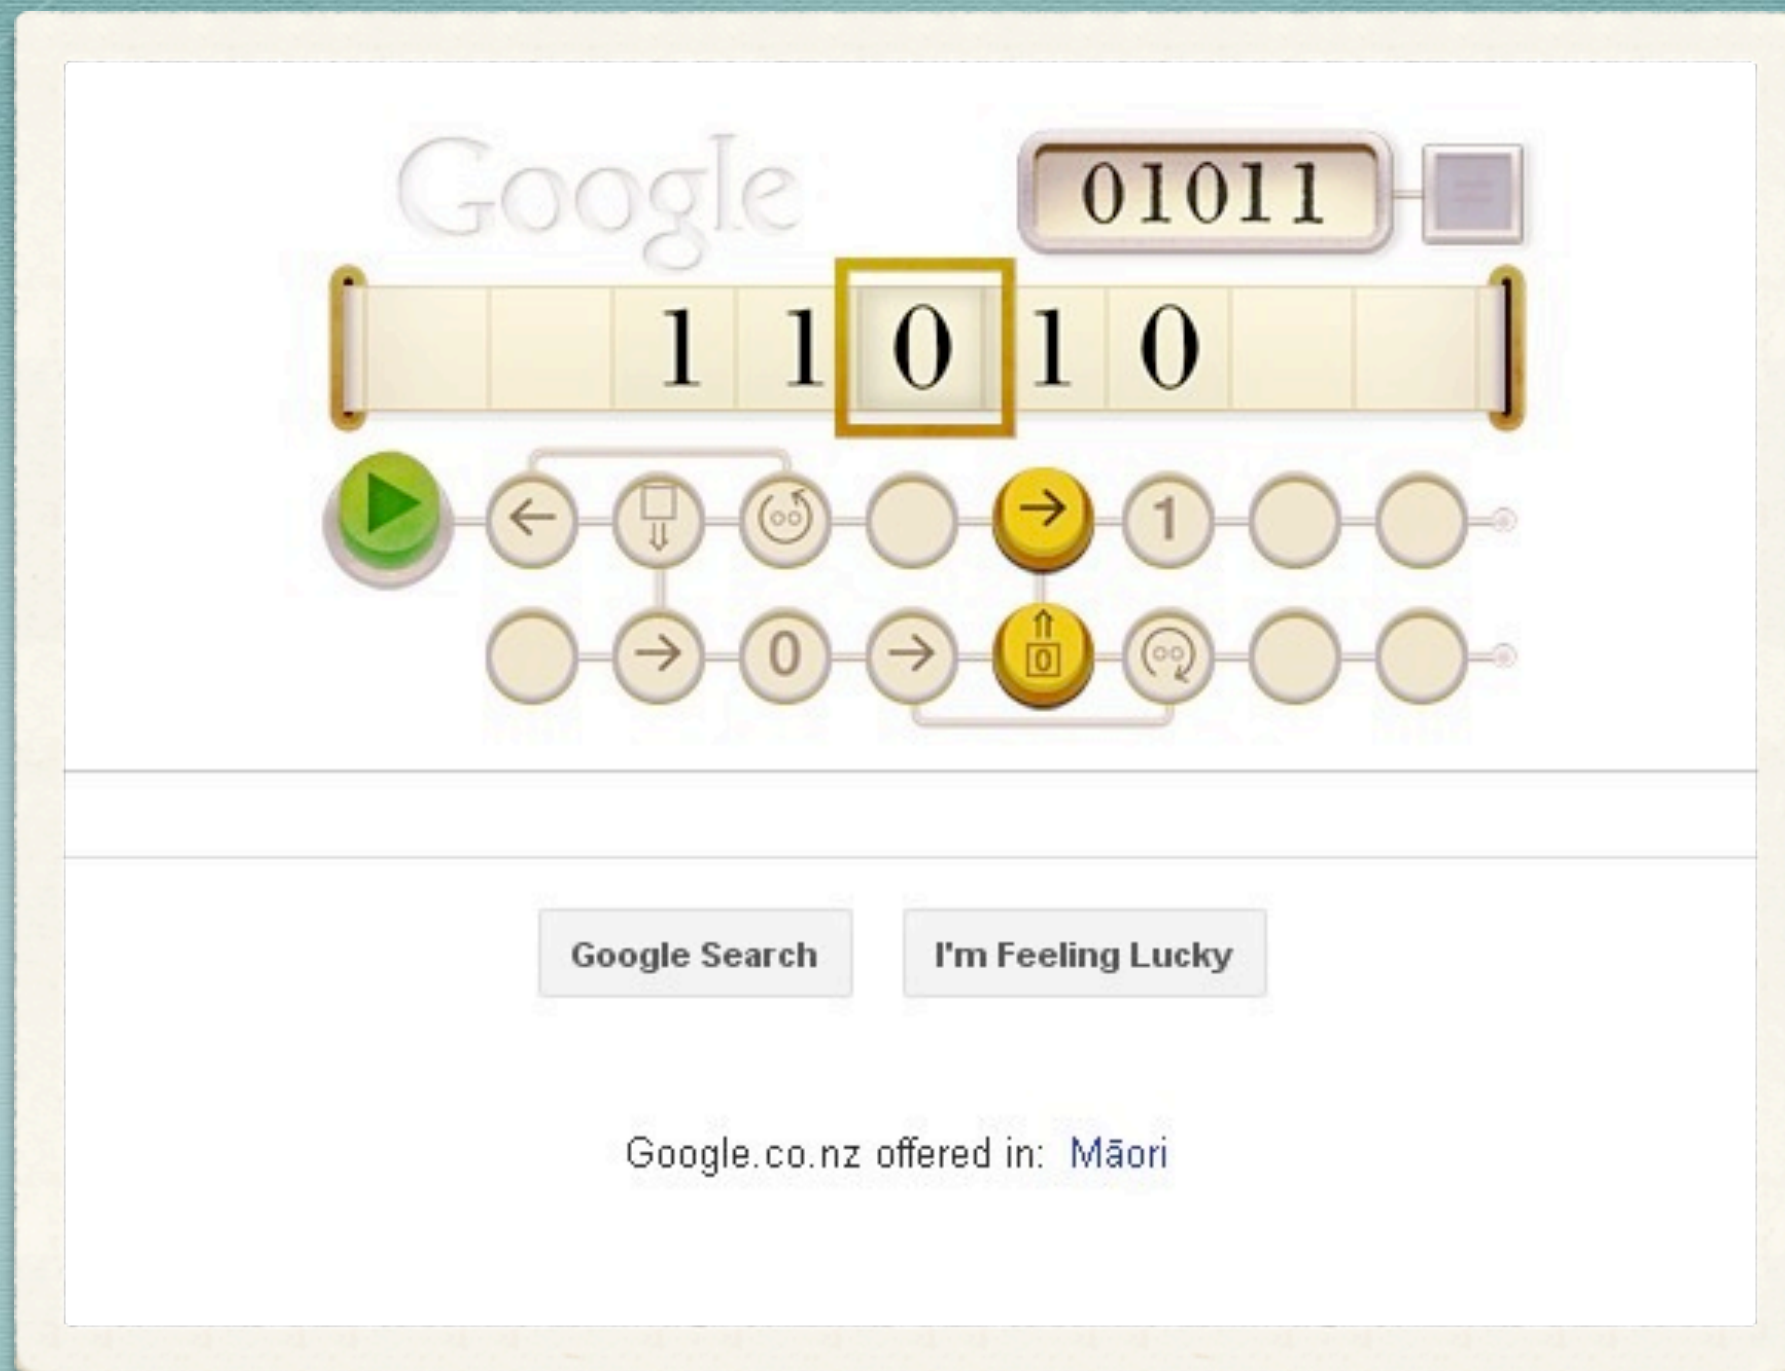 Google
01011
1 1 0 1 0
← → 1
→ 0 → 0
Google Search I'm Feeling Lucky
Google.co.nz offered in: Māori